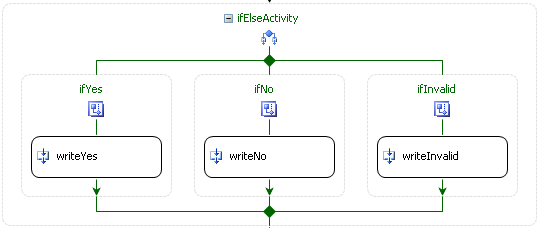 ifElseActivity
ifYes
ifNo
ifInvalid
writeYes
writeNo
writeInvalid